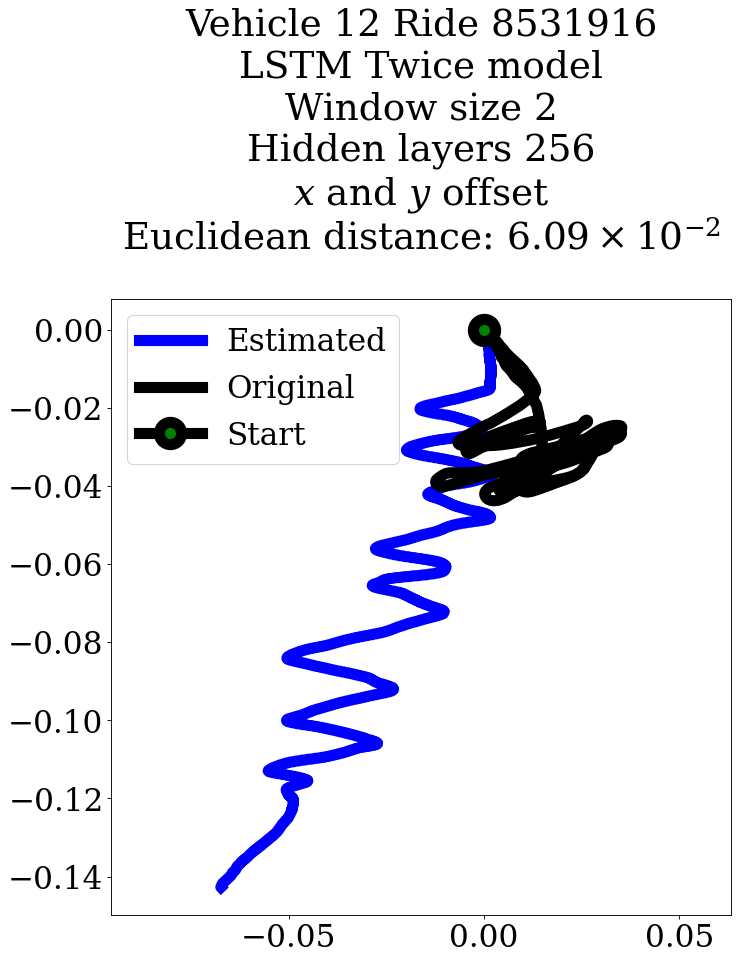 Vehicle 12 Ride 8531916
LSTM Twice model
Window size 2
Hidden layers 256
x and y offset
Euclidean distance: 6.09 × 10⁻²
Estimated
Original
Start
0.00
−0.02
−0.04
−0.06
−0.08
−0.10
−0.12
−0.14
−0.05 0.00 0.05